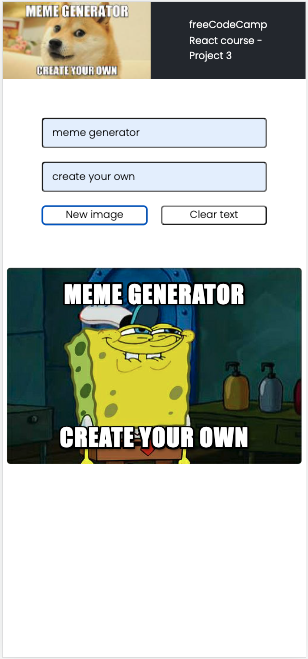 MEME GENERATOR
CREATE YOUR OWN
freeCodeCamp
React course -
Project 3
meme generator
create your own
New image
Clear text
MEME GENERATOR
CREATE YOUR OWN